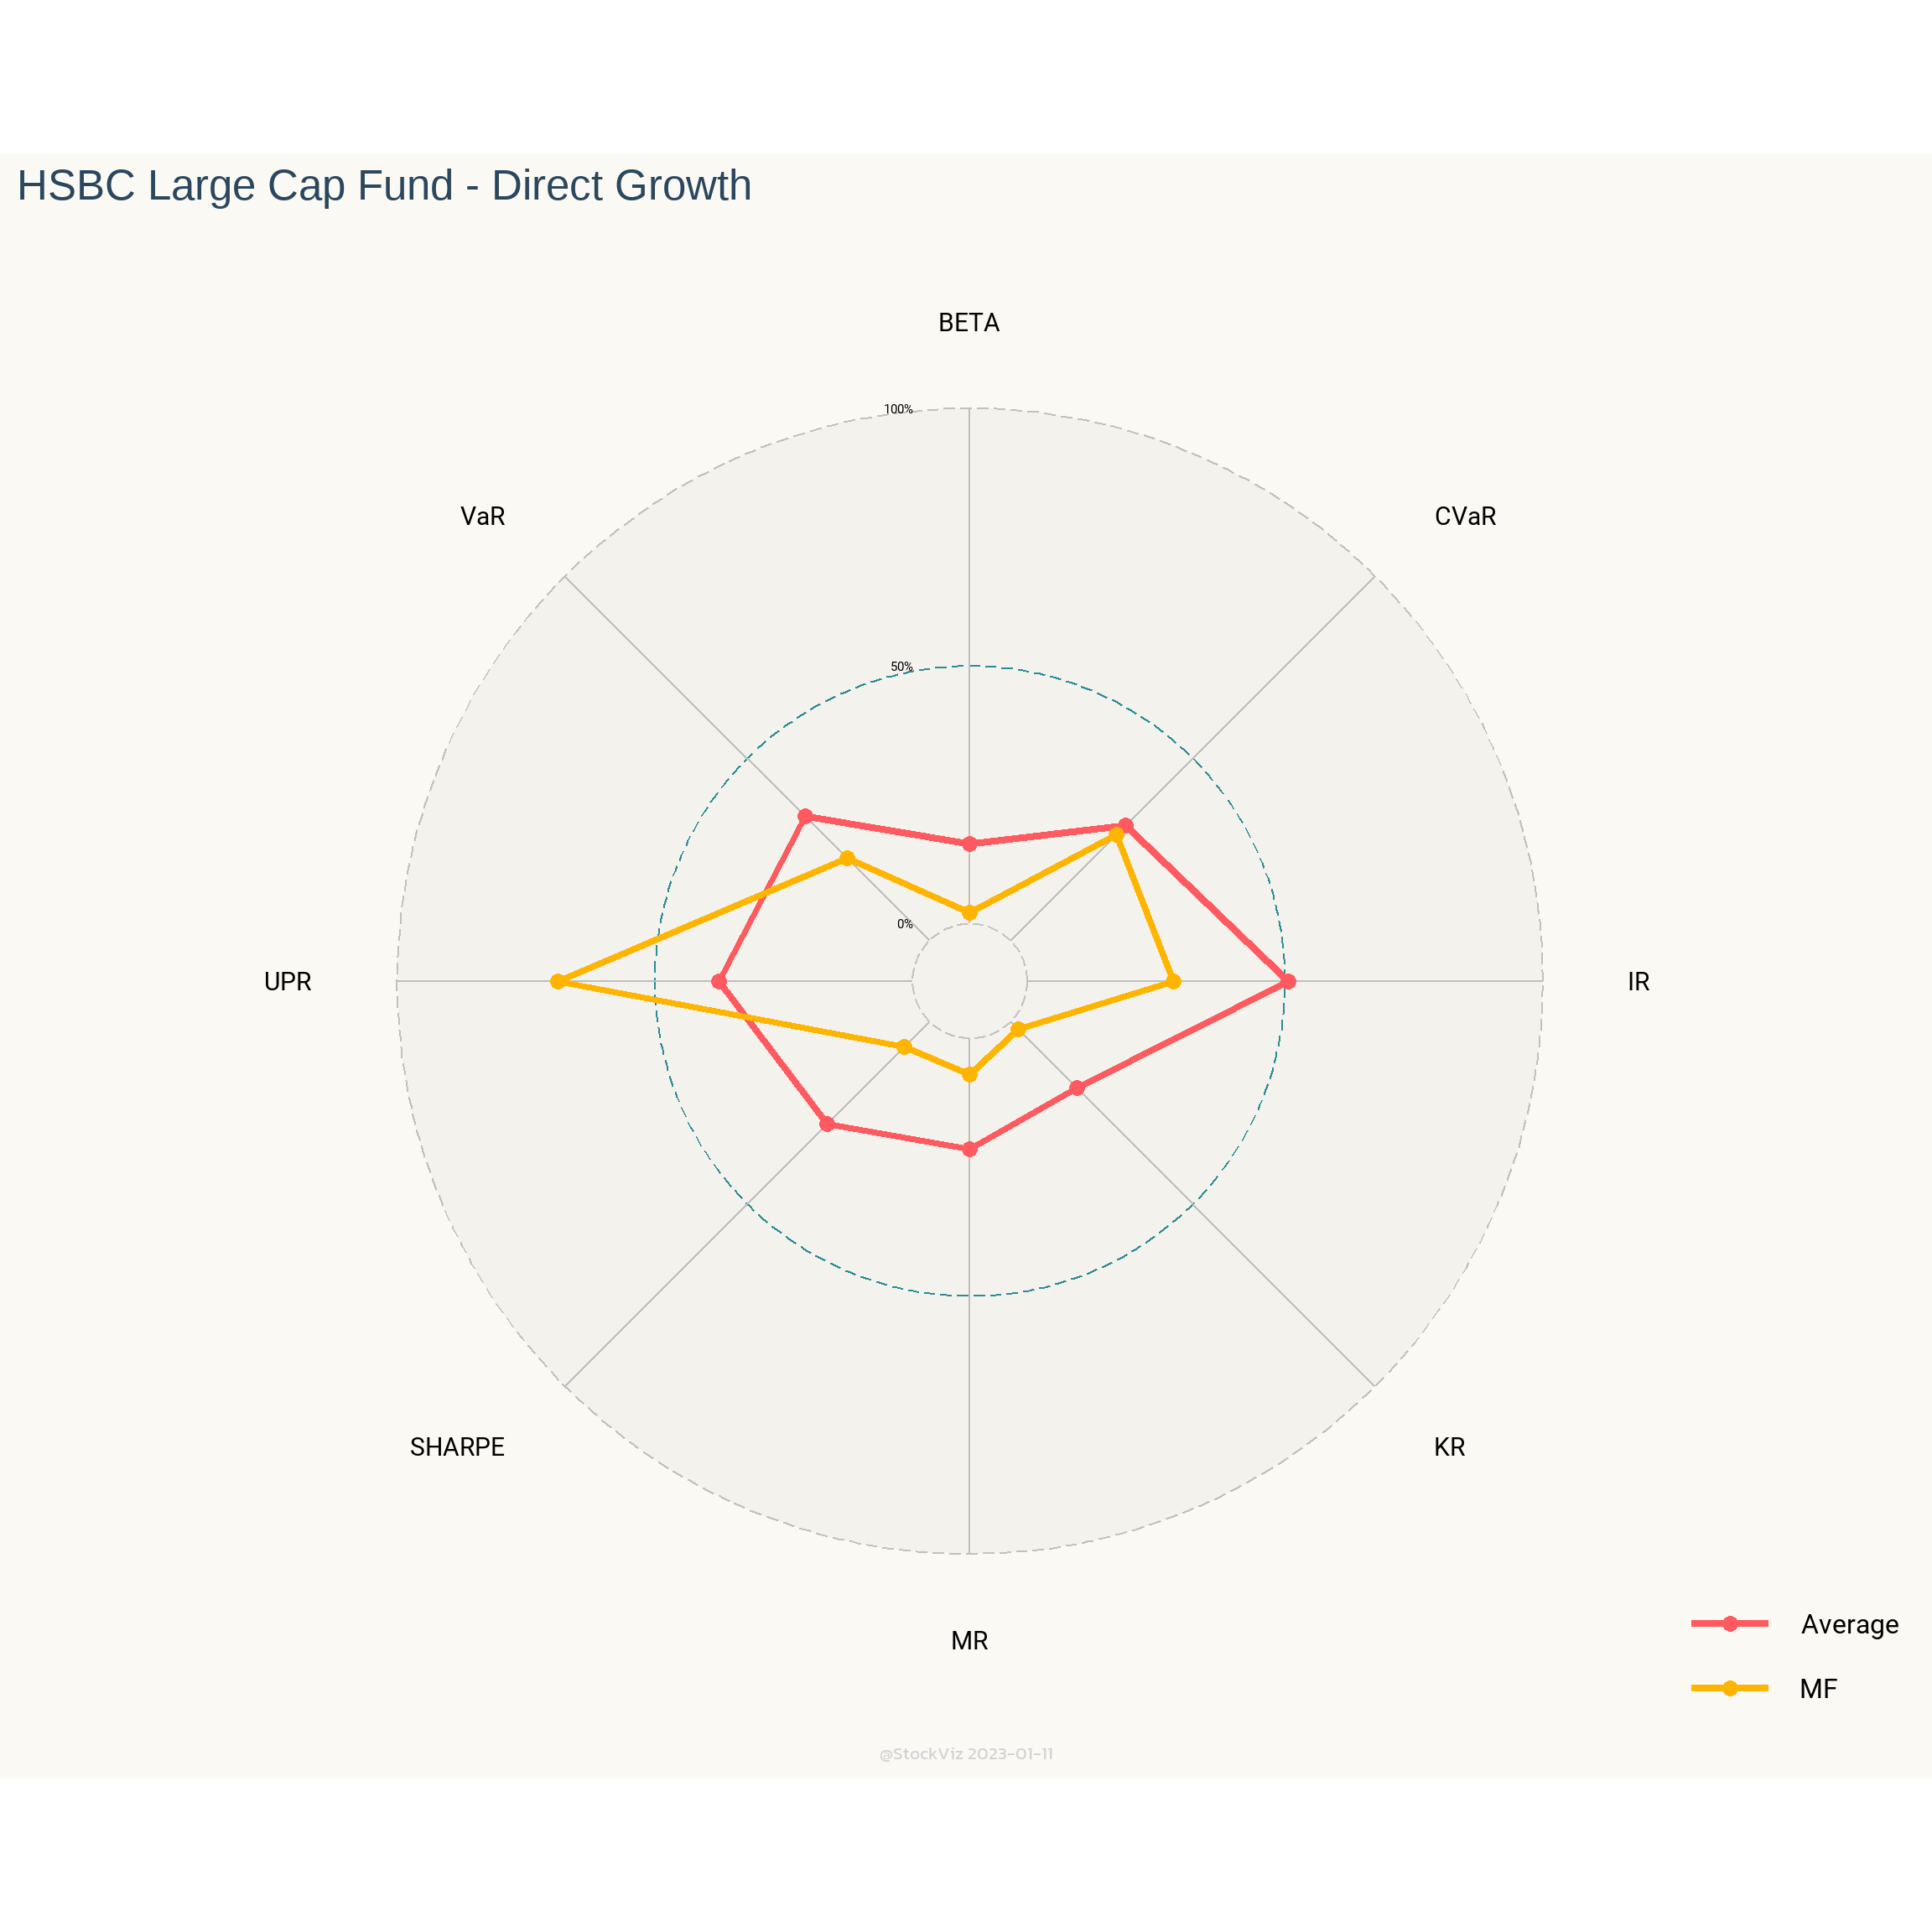 HSBC Large Cap Fund - Direct Growth
BETA
100%
VaR
CVaR
50%
0%
UPR
IR
SHARPE
KR
MR
Average
MF
@StockViz 2023-01-11